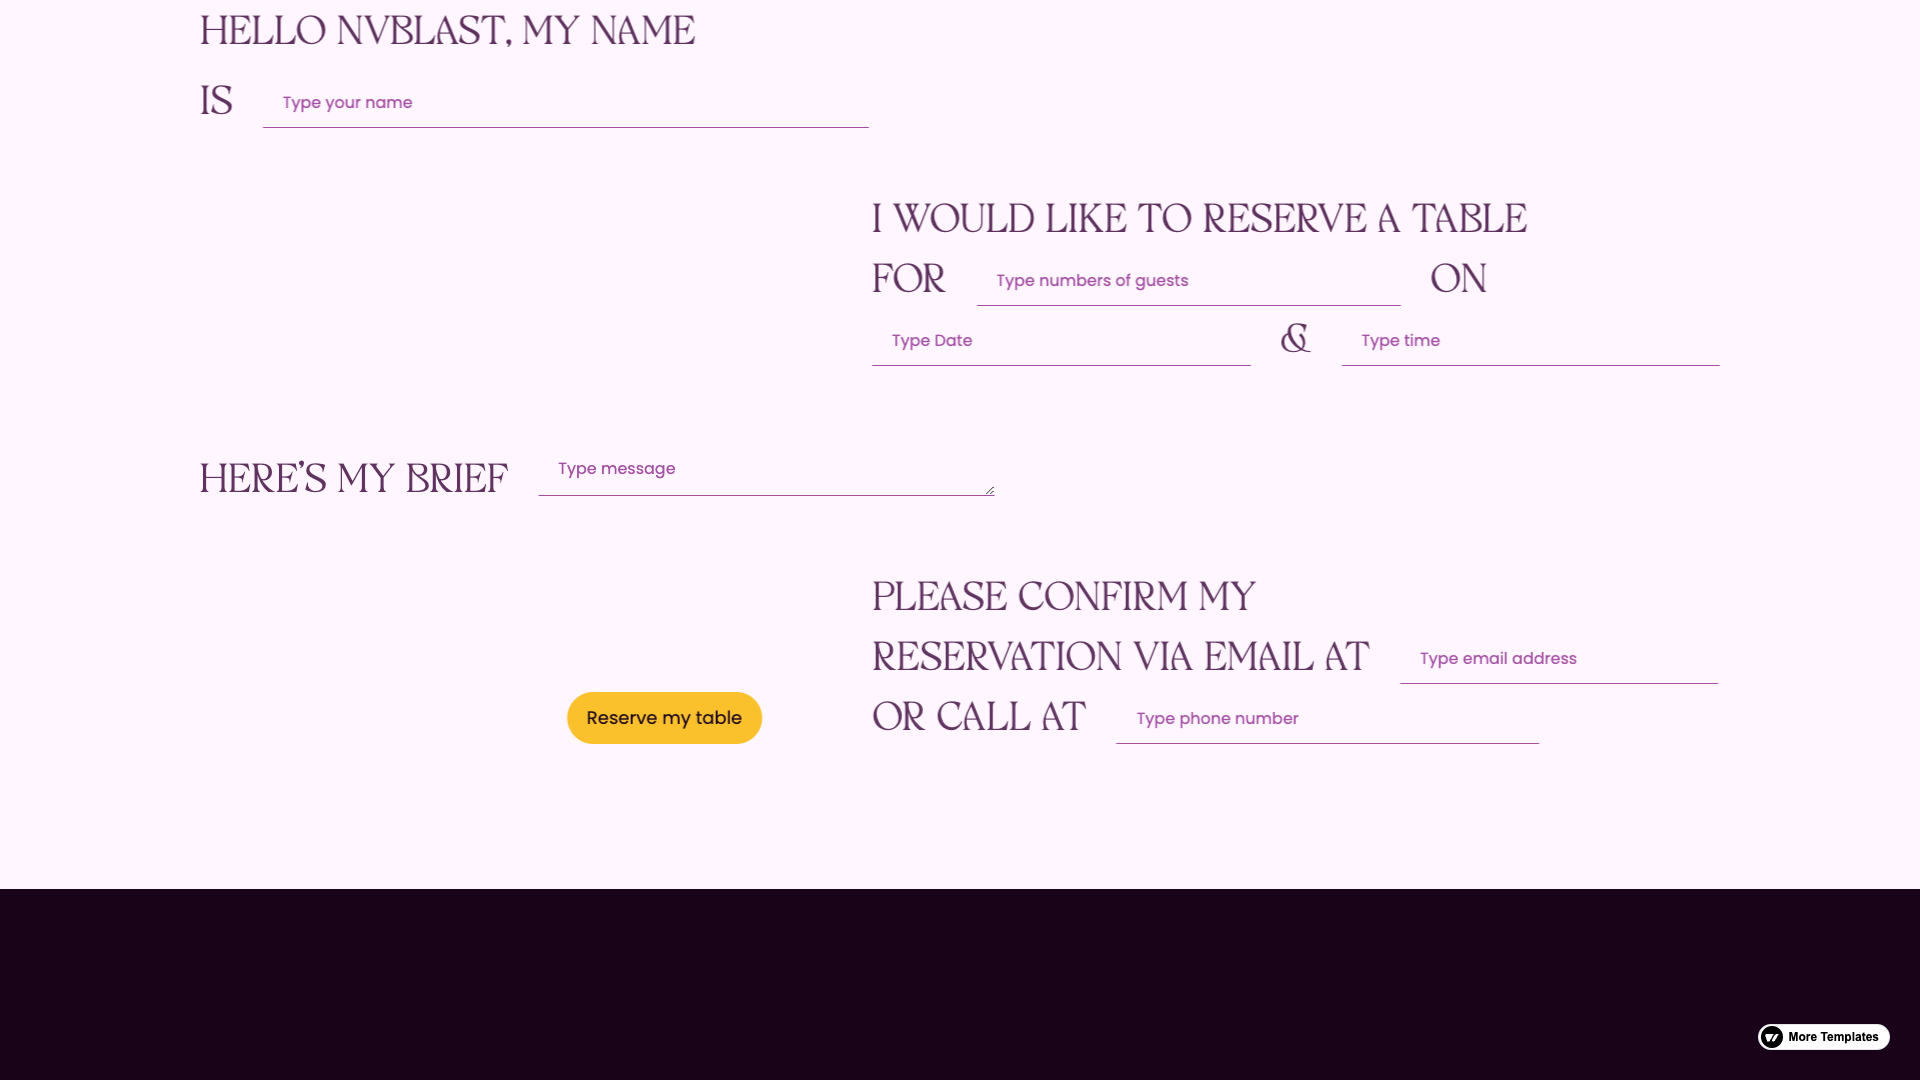 HELLO NVBLAST, MY NAME
IS Type your name
I WOULD LIKE TO RESERVE A TABLE
FOR Type numbers of guests ON
Type Date & Type time
HERE’S MY BRIEF Type message
PLEASE CONFIRM MY
RESERVATION VIA EMAIL AT Type email address
OR CALL AT Type phone number
Reserve my table
More Templates